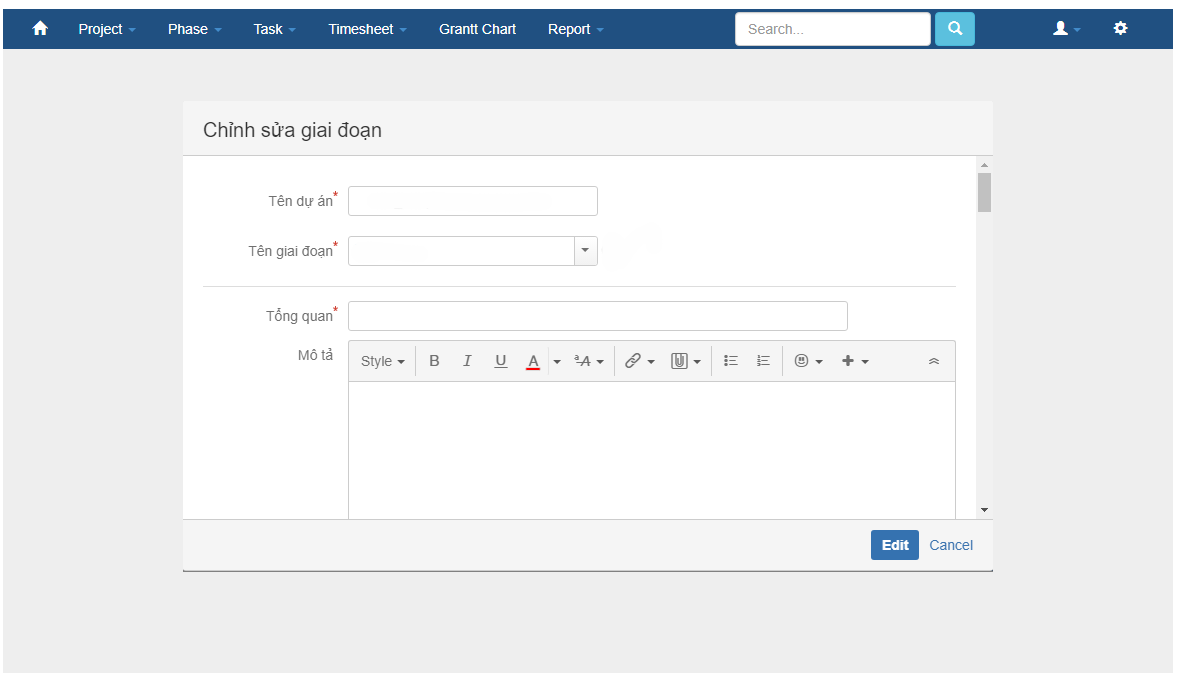 Project Phase Task Timesheet Grantt Chart Report Search...
Chỉnh sửa giai đoạn
Tên dự án*
Tên giai đoạn*
Tổng quan*
Mô tả
Style B I U A ªA
Edit Cancel